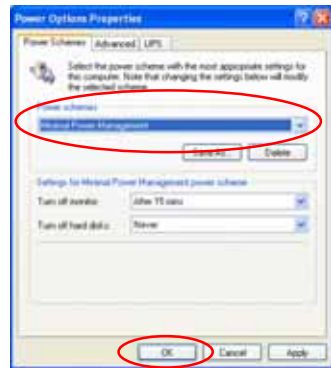 Power Options Properties
Power Schemes Advanced UPS
Select the power scheme with the most appropriate settings for
this computer. Note that changing the settings below will modify
the selected scheme.
Power schemes
Minimal Power Management
Save As... Delete
Settings for Minimal Power Management power scheme
Turn off monitor: After 15 mins
Turn off hard disks: Never
OK Cancel Apply